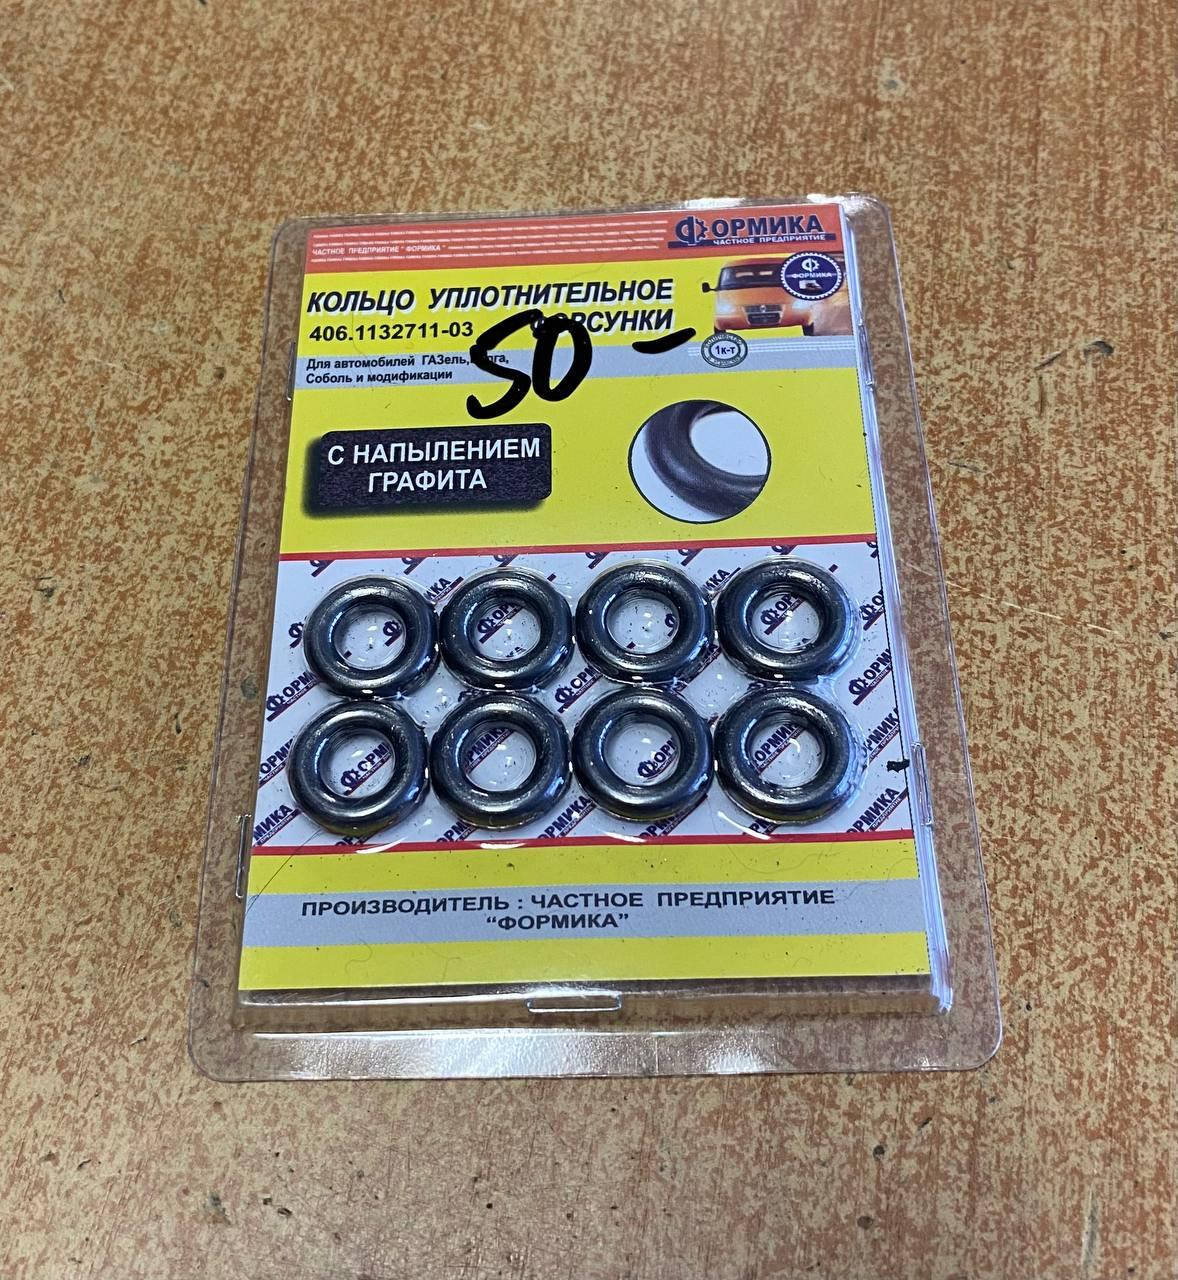 ФОРМИКА
ЧАСТНОЕ ПРЕДПРИЯТИЕ
ЧАСТНОЕ ПРЕДПРИЯТИЕ " ФОРМИКА "
ФОРМИКА
КОЛЬЦО УПЛОТНИТЕЛЬНОЕ
406.1132711-03
50 -
1к-т
Для автомобилей ГАЗель,
Соболь и модификации
С НАПЫЛЕНИЕМ
ГРАФИТА
ПРОИЗВОДИТЕЛЬ : ЧАСТНОЕ ПРЕДПРИЯТИЕ
"ФОРМИКА"